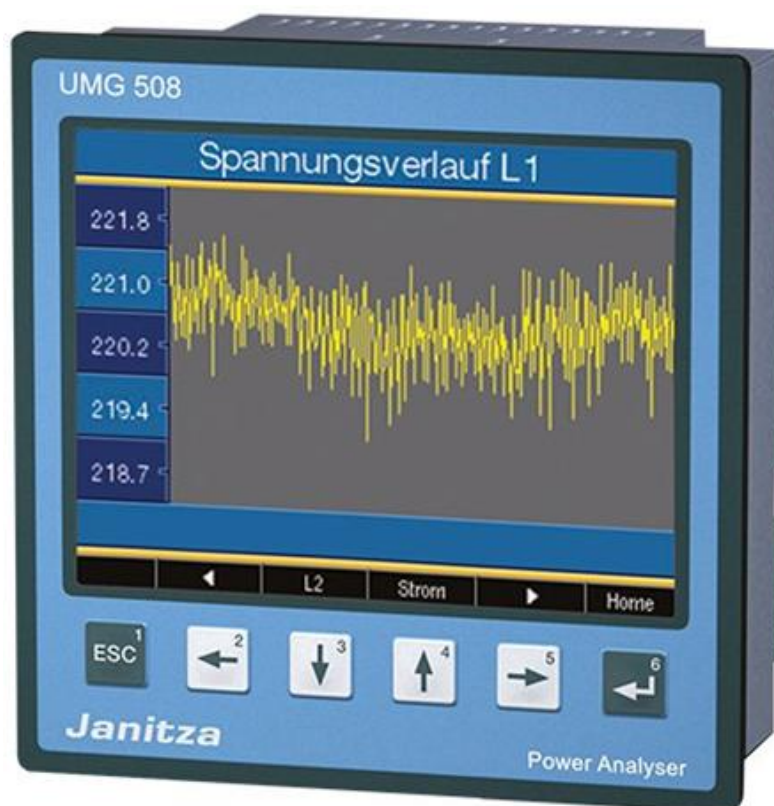 UMG 508
Spannungsverlauf L1
221.8
221.0
220.2
219.4
218.7
L2 Strom Home
ESC 1 2 3 4 5 6
Janitza
Power Analyser